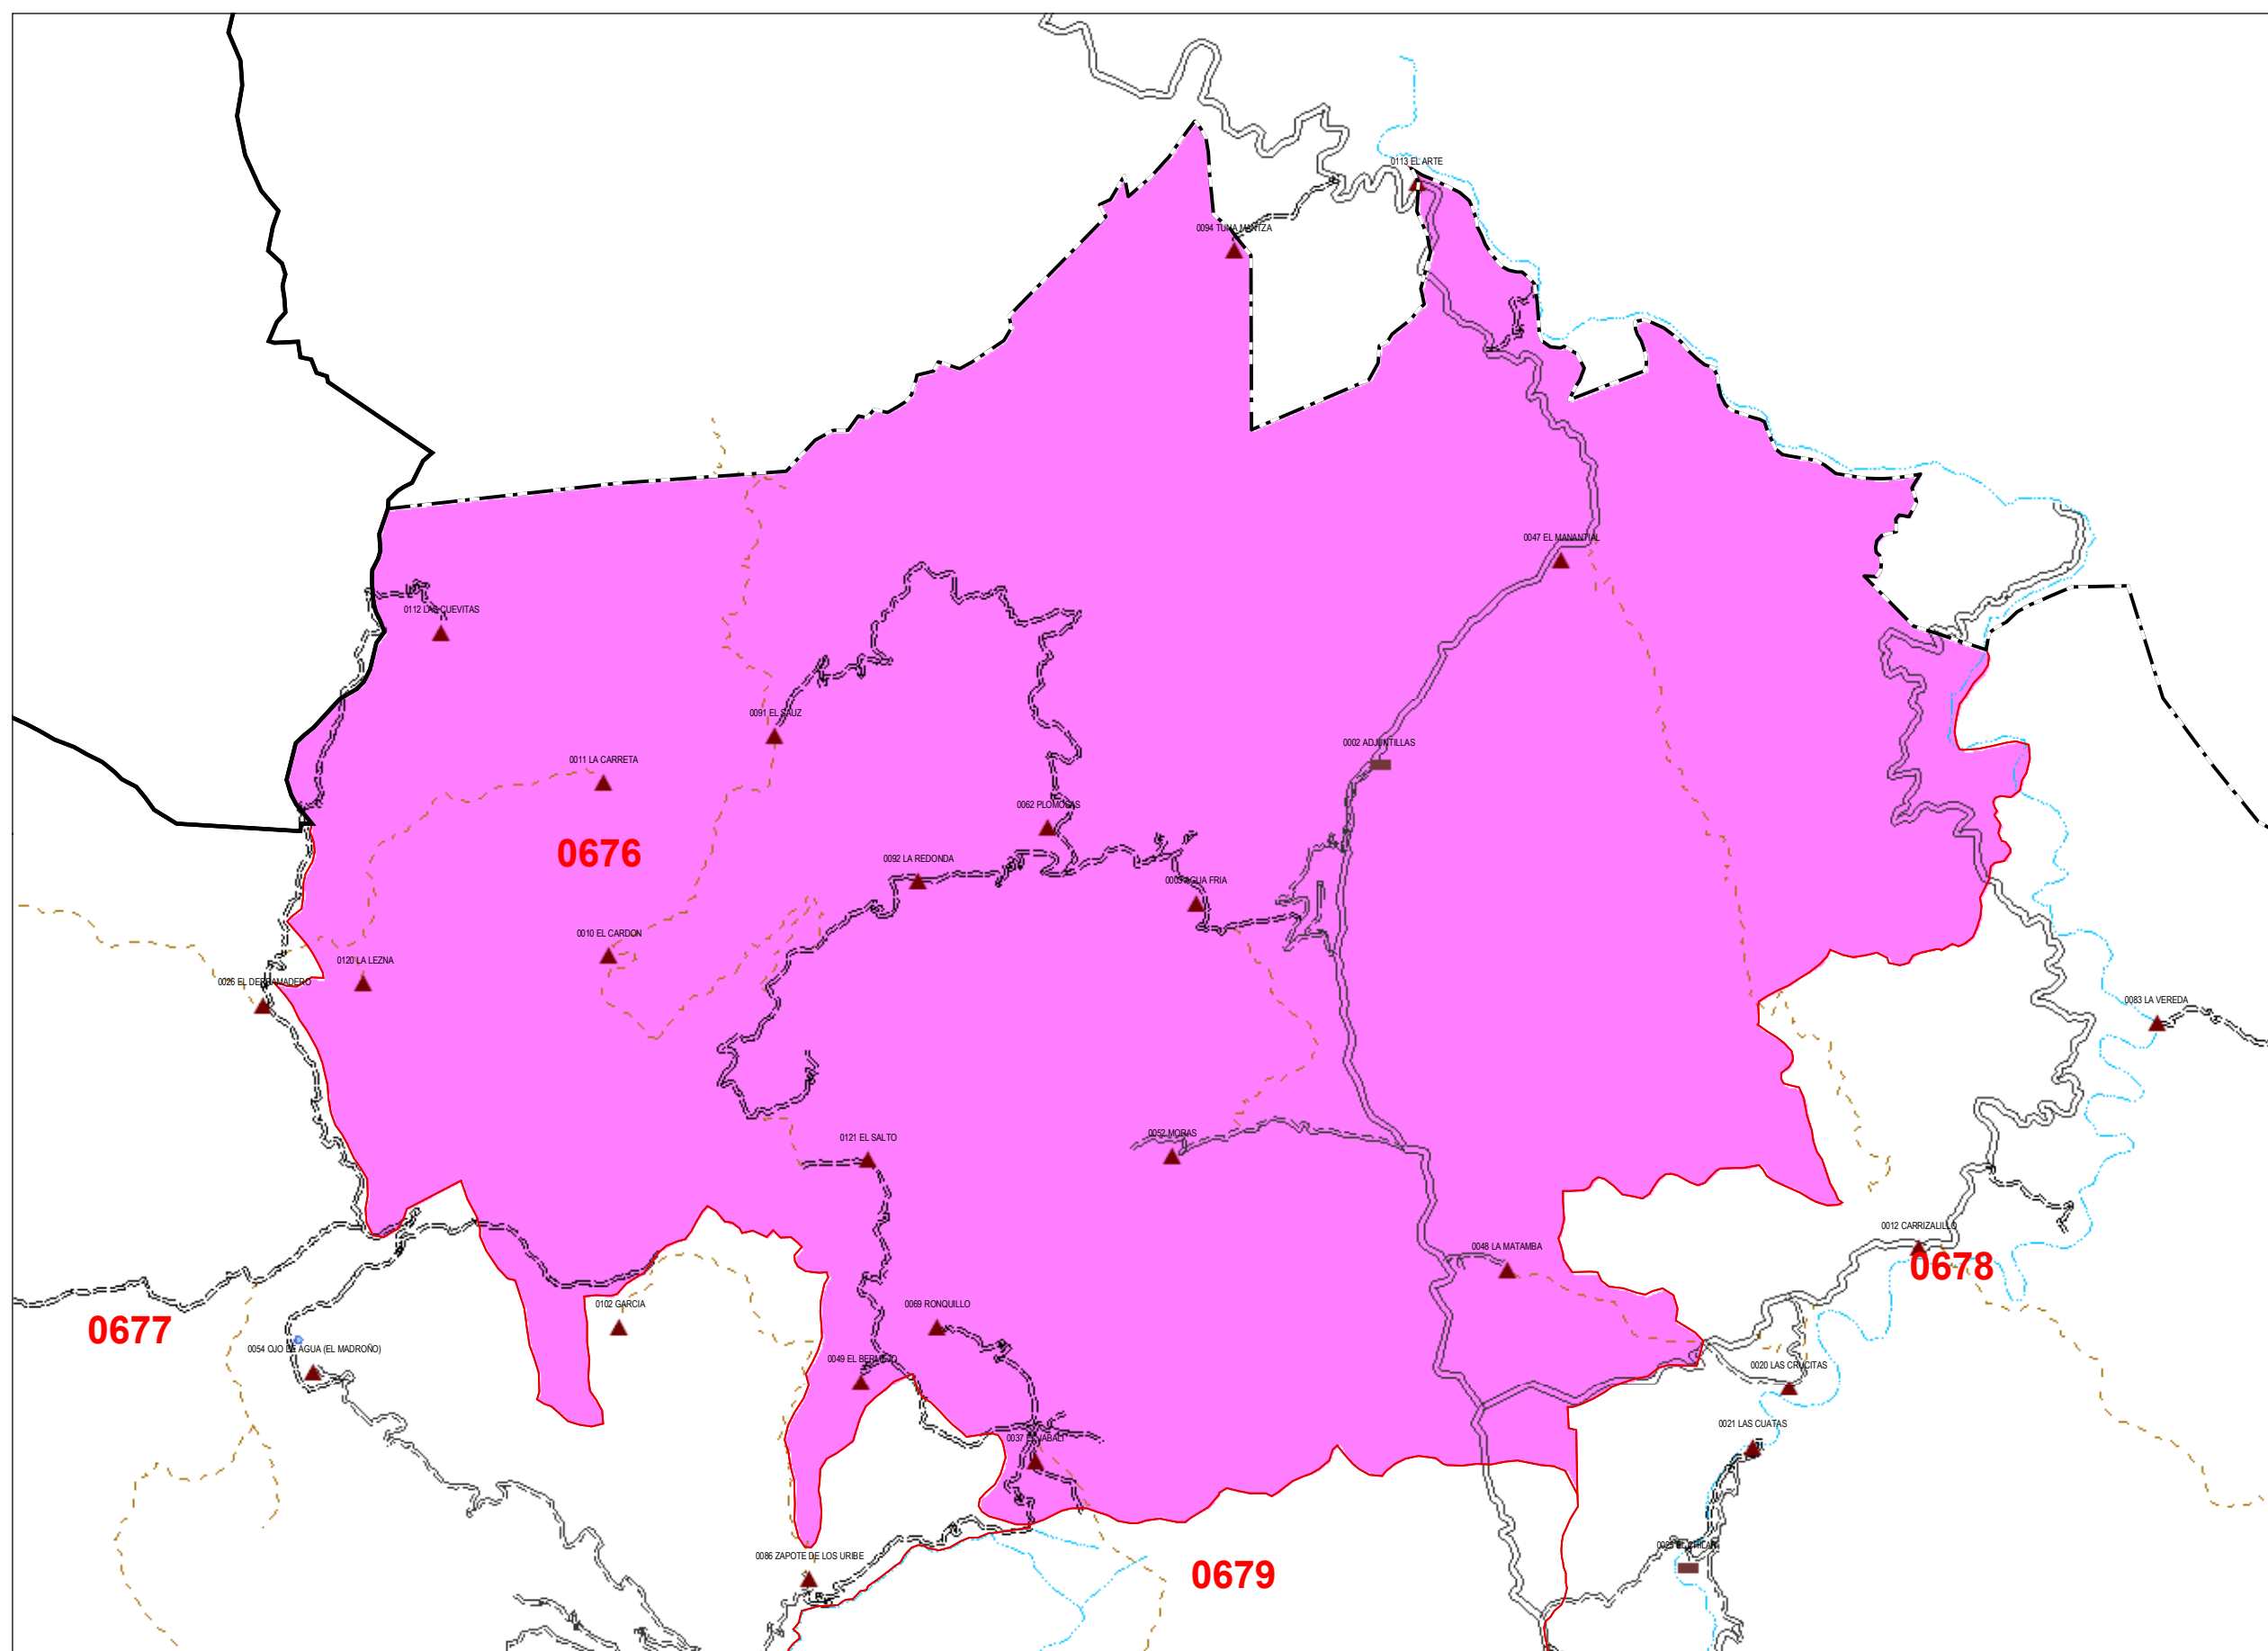 0113 EL ARTE
0094 TUNA MANTZA
0047 EL MANANTIAL
0112 LAS CUEVITAS
0091 EL SAUZ
0002 ADJUNTILLAS
0011 LA CARRETA
0062 PLOMOSAS
0676
0092 LA REDONDA
0003 AGUA FRIA
0010 EL CARDON
0120 LA LEZNA
0026 EL DERRAMADERO
0083 LA VEREDA
0052 MORAS
0121 EL SALTO
0012 CARRIZALILLO
0048 LA MATAMBA
0678
0102 GARCIA
0069 RONQUILLO
0677
0054 OJO DE AGUA (EL MADROÑO)
0049 EL BERMEJO
0020 LAS CRUCITAS
0021 LAS CUATAS
0037 EL JABALI
0086 ZAPOTE DE LOS URIBE
0679